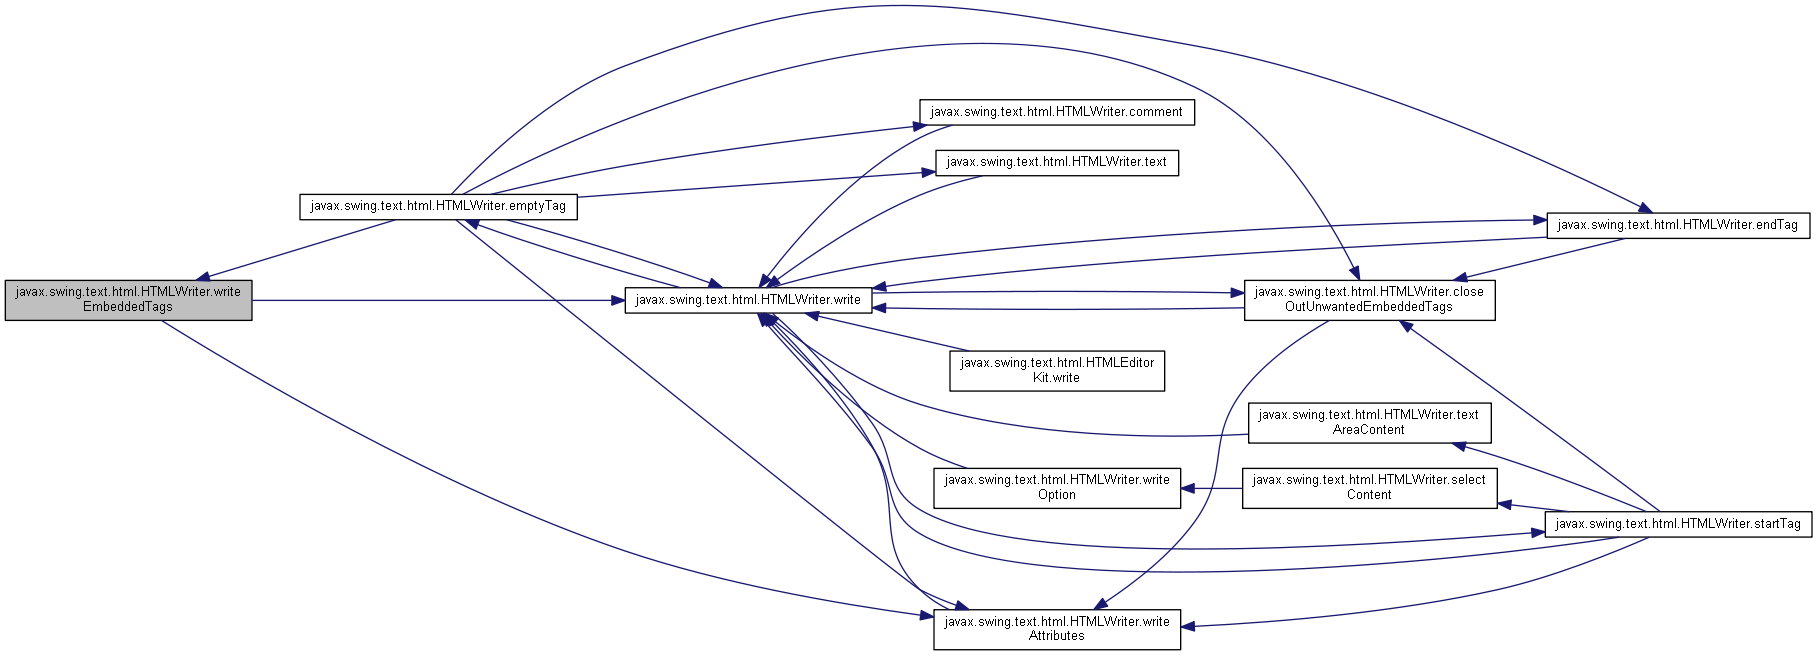 javax.swing.text.html.HTMLWriter.comment
javax.swing.text.html.HTMLWriter.text
javax.swing.text.html.HTMLWriter.emptyTag
javax.swing.text.html.HTMLWriter.endTag
javax.swing.text.html.HTMLWriter.write
EmbeddedTags
javax.swing.text.html.HTMLWriter.write
javax.swing.text.html.HTMLWriter.close
OutUnwantedEmbeddedTags
javax.swing.text.html.HTMLEditor
Kit.write
javax.swing.text.html.HTMLWriter.text
AreaContent
javax.swing.text.html.HTMLWriter.write
Option
javax.swing.text.html.HTMLWriter.select
Content
javax.swing.text.html.HTMLWriter.startTag
javax.swing.text.html.HTMLWriter.write
Attributes